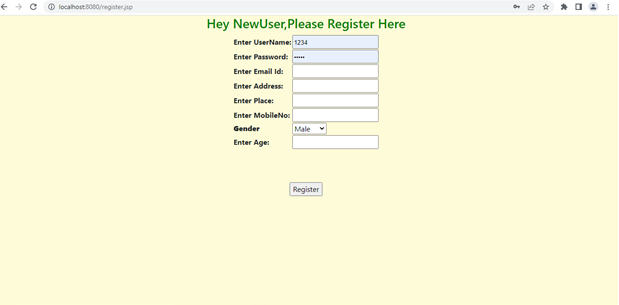 localhost:8080/register.jsp
Hey NewUser,Please Register Here
Enter UserName: 1234
Enter Password: •••••
Enter Email Id:
Enter Address:
Enter Place:
Enter MobileNo:
Gender Male
Enter Age:
Register